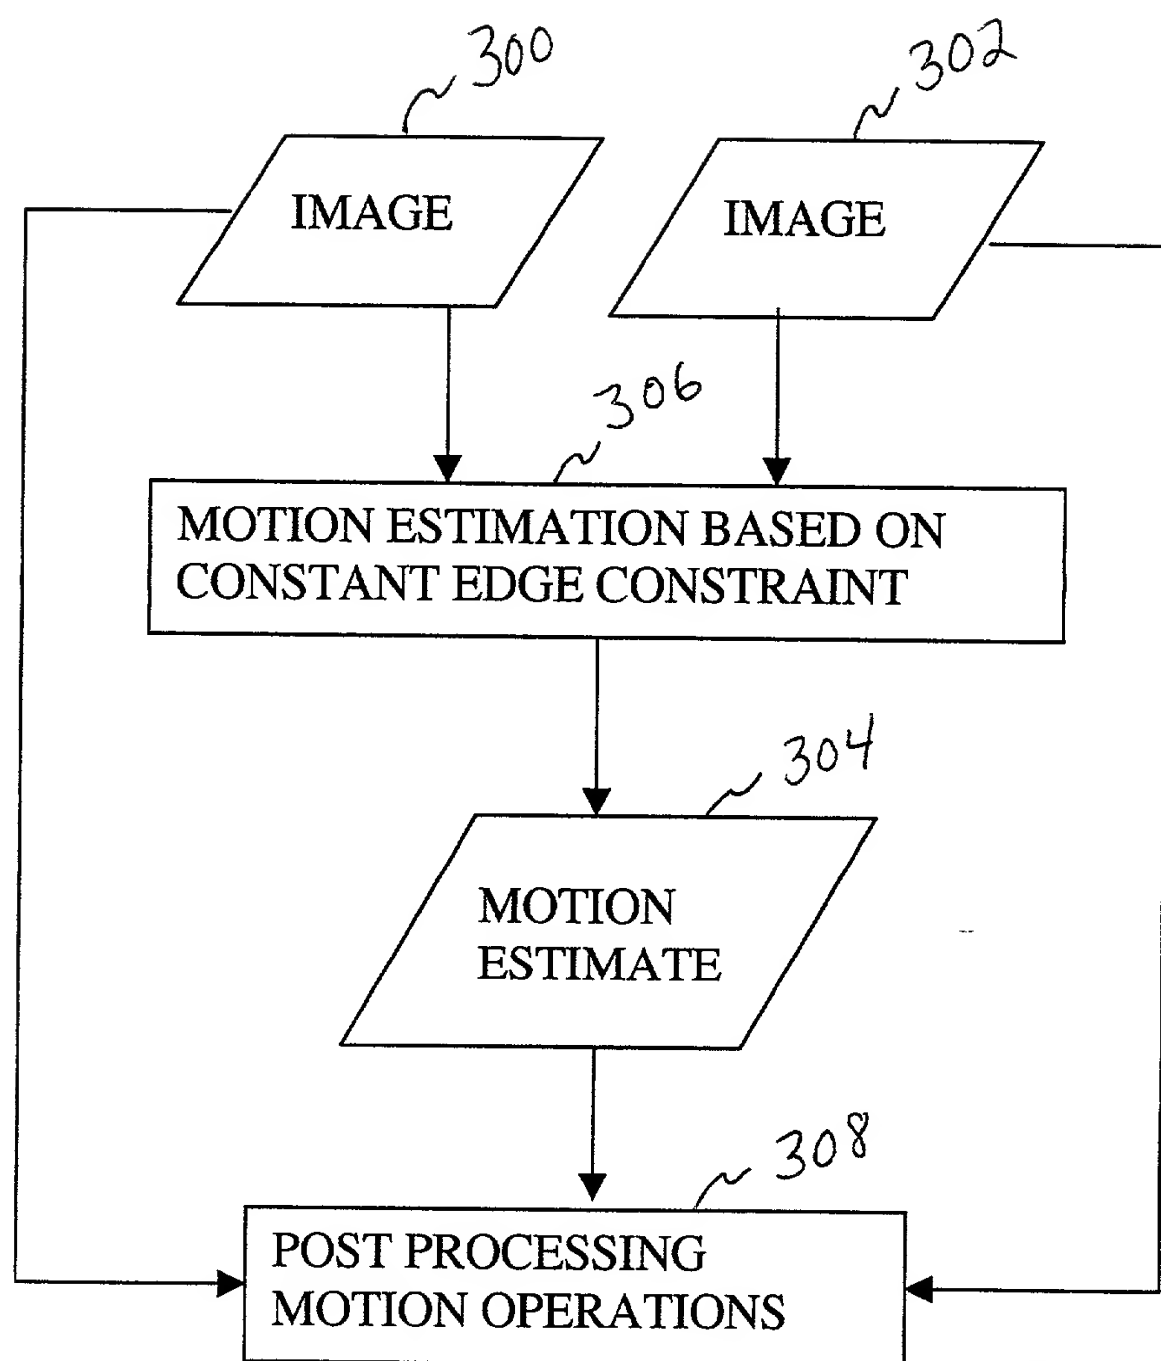 300
302
IMAGE
IMAGE
306
MOTION ESTIMATION BASED ON
CONSTANT EDGE CONSTRAINT
304
MOTION
ESTIMATE
308
POST PROCESSING
MOTION OPERATIONS